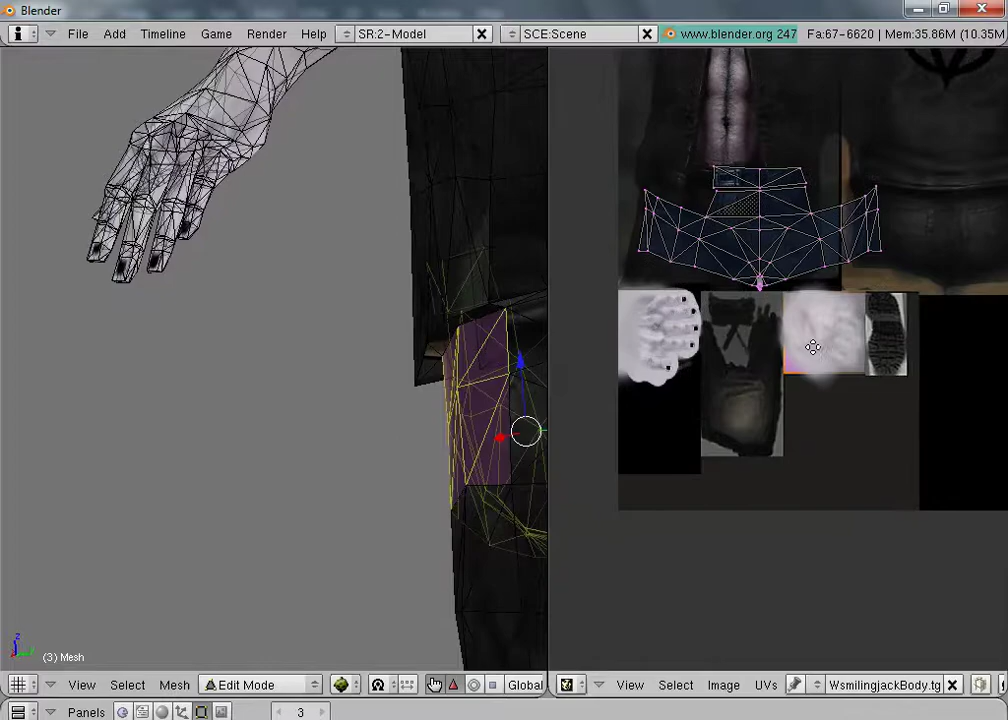 Blender
File Add Timeline Game Render Help SR:2-Model SCE:Scene www.blender.org 247 Fa:67-6620 | Mem:35.86M (10.35M
z
(3) Mesh
View Select Mesh Edit Mode Global View Select Image UVs WsmilingjackBody.tg
Panels 3